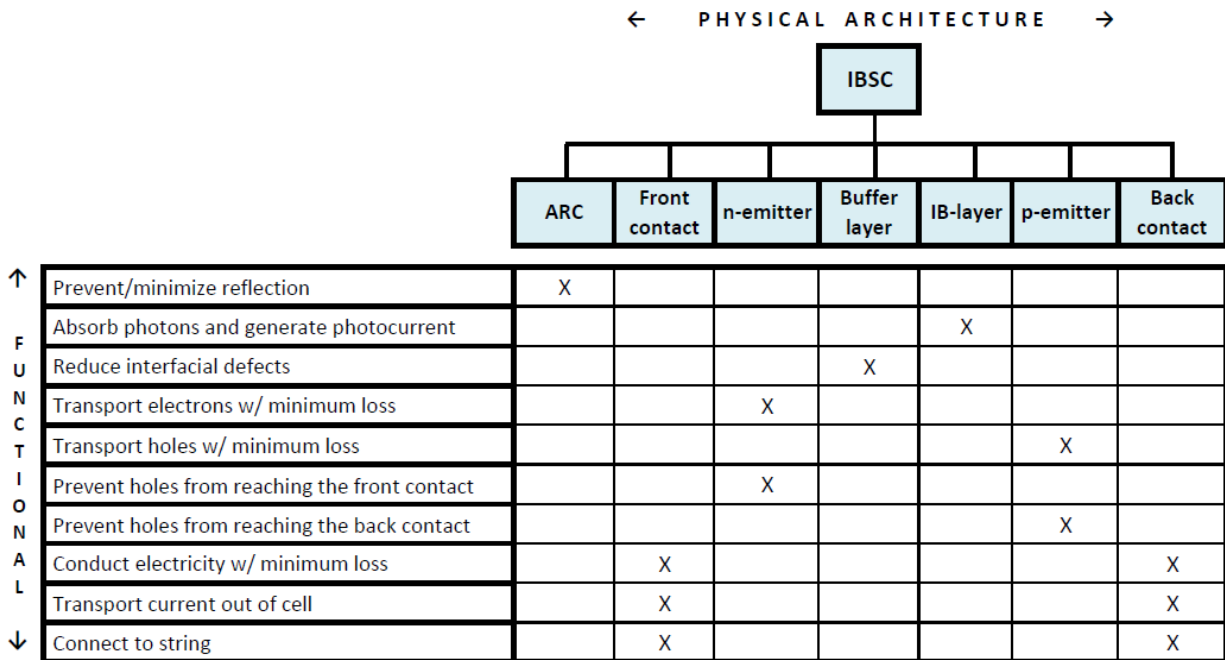 ← PHYSICAL ARCHITECTURE →
IBSC
ARC Front contact n-emitter Buffer layer IB-layer p-emitter Back contact
↑ FUNCTIONAL ↓
Prevent/minimize reflection X
Absorb photons and generate photocurrent X
Reduce interfacial defects X
Transport electrons w/ minimum loss X
Transport holes w/ minimum loss X
Prevent holes from reaching the front contact X
Prevent holes from reaching the back contact X
Conduct electricity w/ minimum loss X X
Transport current out of cell X X
Connect to string X X